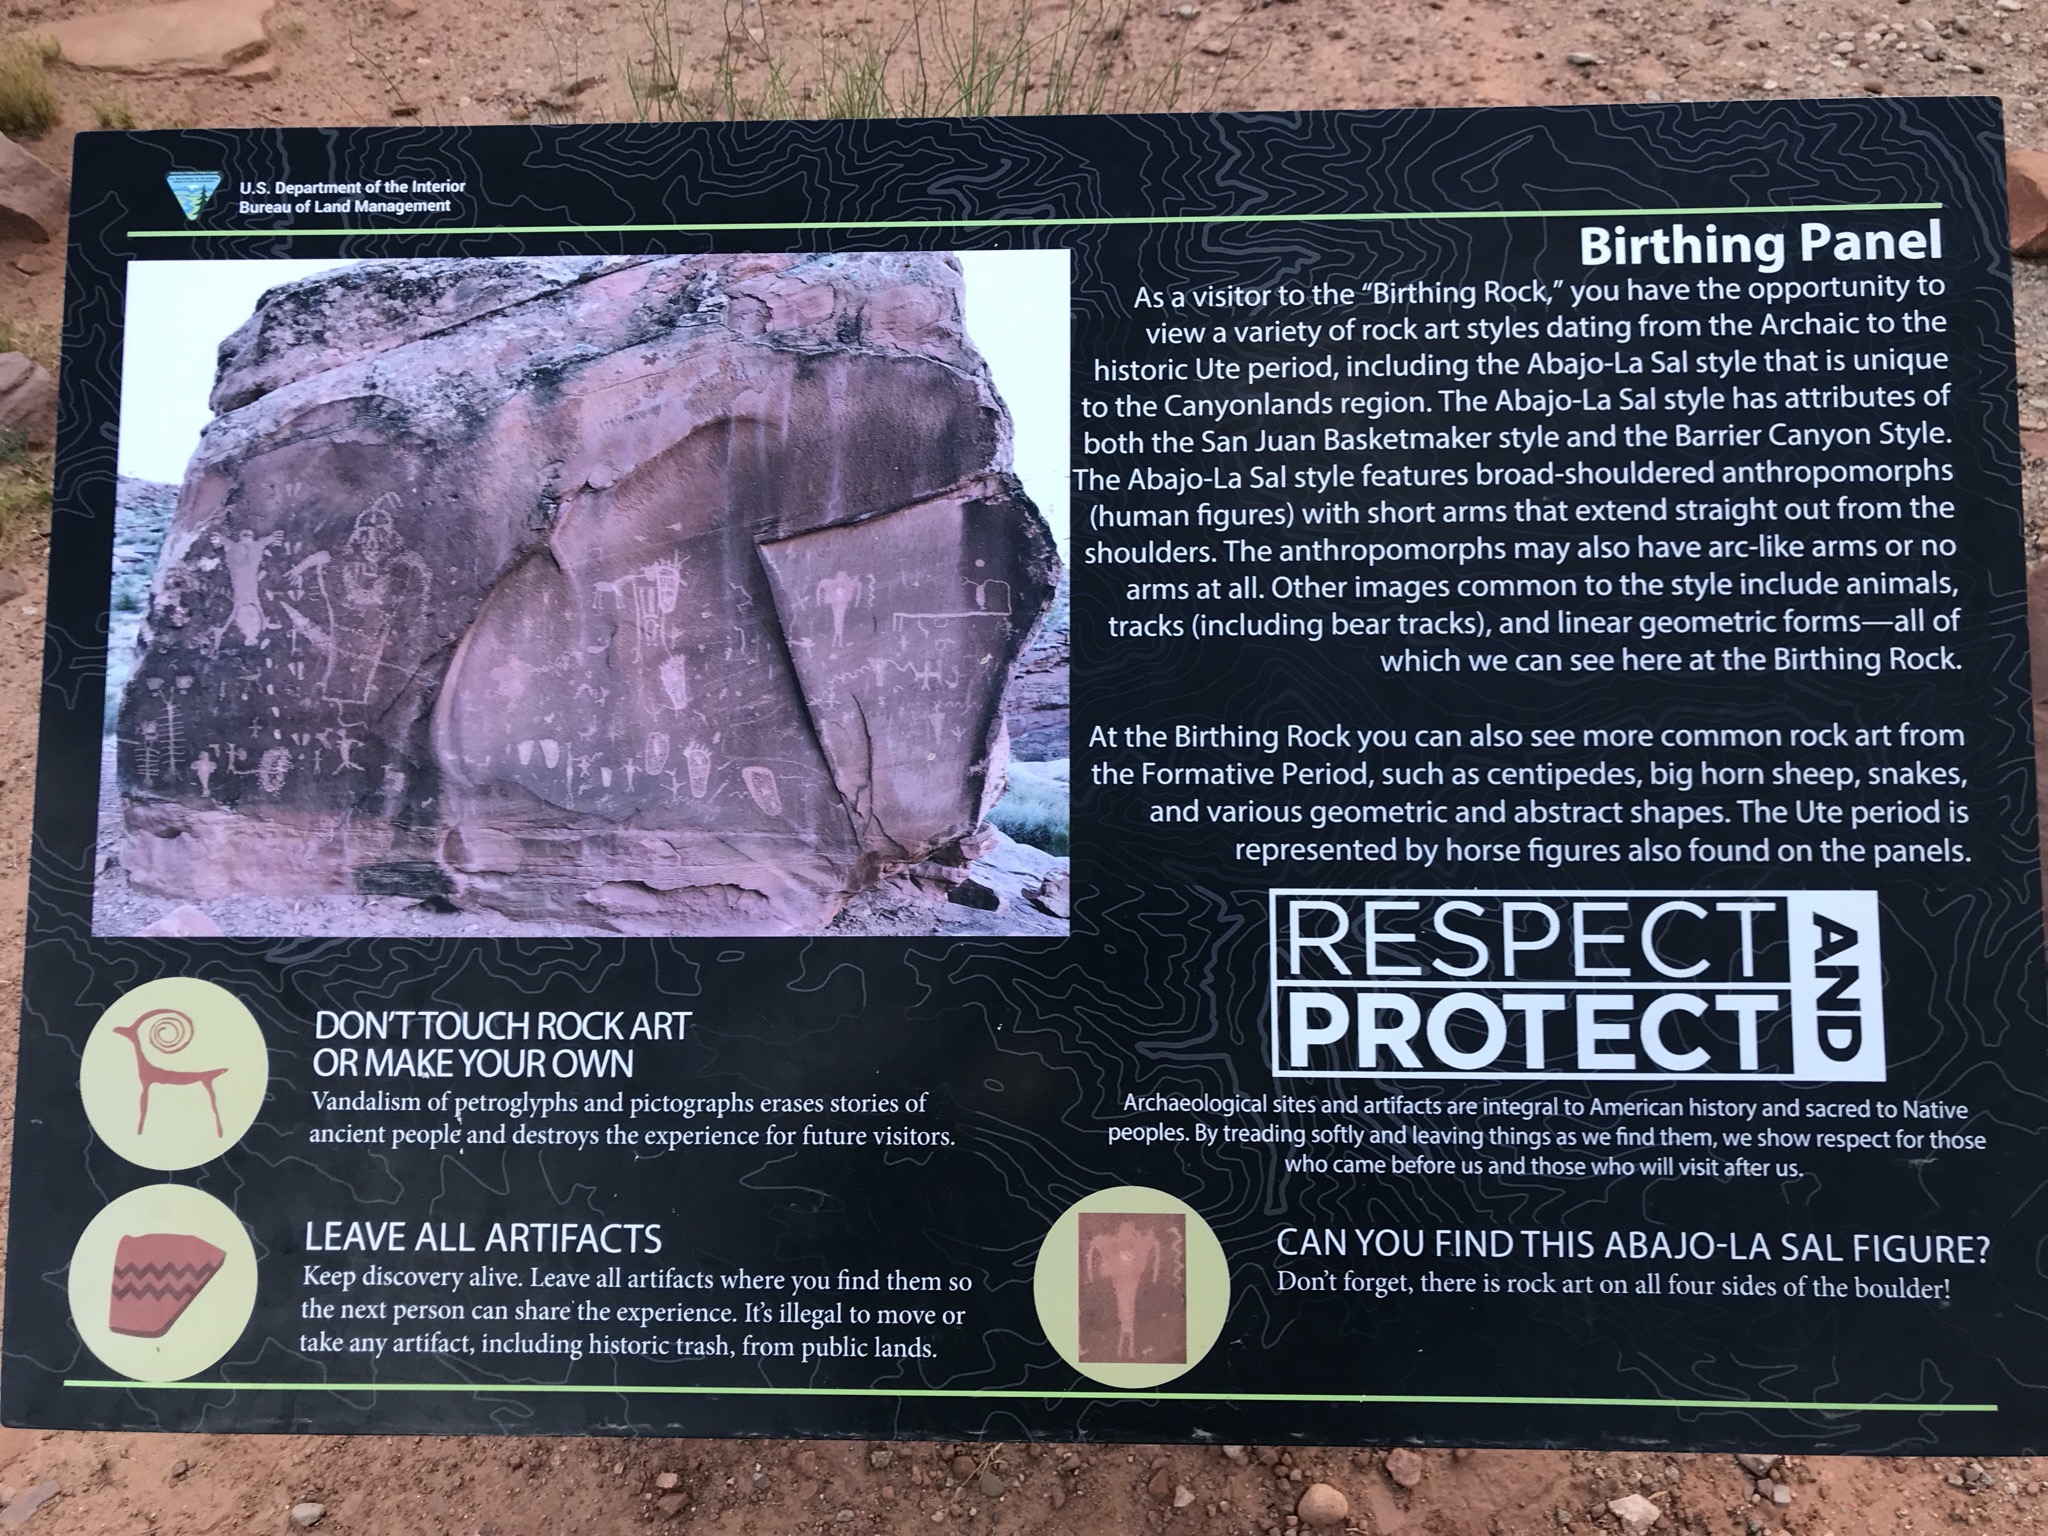 U.S. Department of the Interior
Bureau of Land Management
Birthing Panel
As a visitor to the “Birthing Rock,” you have the opportunity to
view a variety of rock art styles dating from the Archaic to the
historic Ute period, including the Abajo-La Sal style that is unique
to the Canyonlands region. The Abajo-La Sal style has attributes of
both the San Juan Basketmaker style and the Barrier Canyon Style.
The Abajo-La Sal style features broad-shouldered anthropomorphs
(human figures) with short arms that extend straight out from the
shoulders. The anthropomorphs may also have arc-like arms or no
arms at all. Other images common to the style include animals,
tracks (including bear tracks), and linear geometric forms—all of
which we can see here at the Birthing Rock.
At the Birthing Rock you can also see more common rock art from
the Formative Period, such as centipedes, big horn sheep, snakes,
and various geometric and abstract shapes. The Ute period is
represented by horse figures also found on the panels.
RESPECT
AND
PROTECT
Archaeological sites and artifacts are integral to American history and sacred to Native
peoples. By treading softly and leaving things as we find them, we show respect for those
who came before us and those who will visit after us.
DON'T TOUCH ROCK ART
OR MAKE YOUR OWN
Vandalism of petroglyphs and pictographs erases stories of
ancient people and destroys the experience for future visitors.
LEAVE ALL ARTIFACTS
Keep discovery alive. Leave all artifacts where you find them so
the next person can share the experience. It's illegal to move or
take any artifact, including historic trash, from public lands.
CAN YOU FIND THIS ABAJO-LA SAL FIGURE?
Don't forget, there is rock art on all four sides of the boulder!